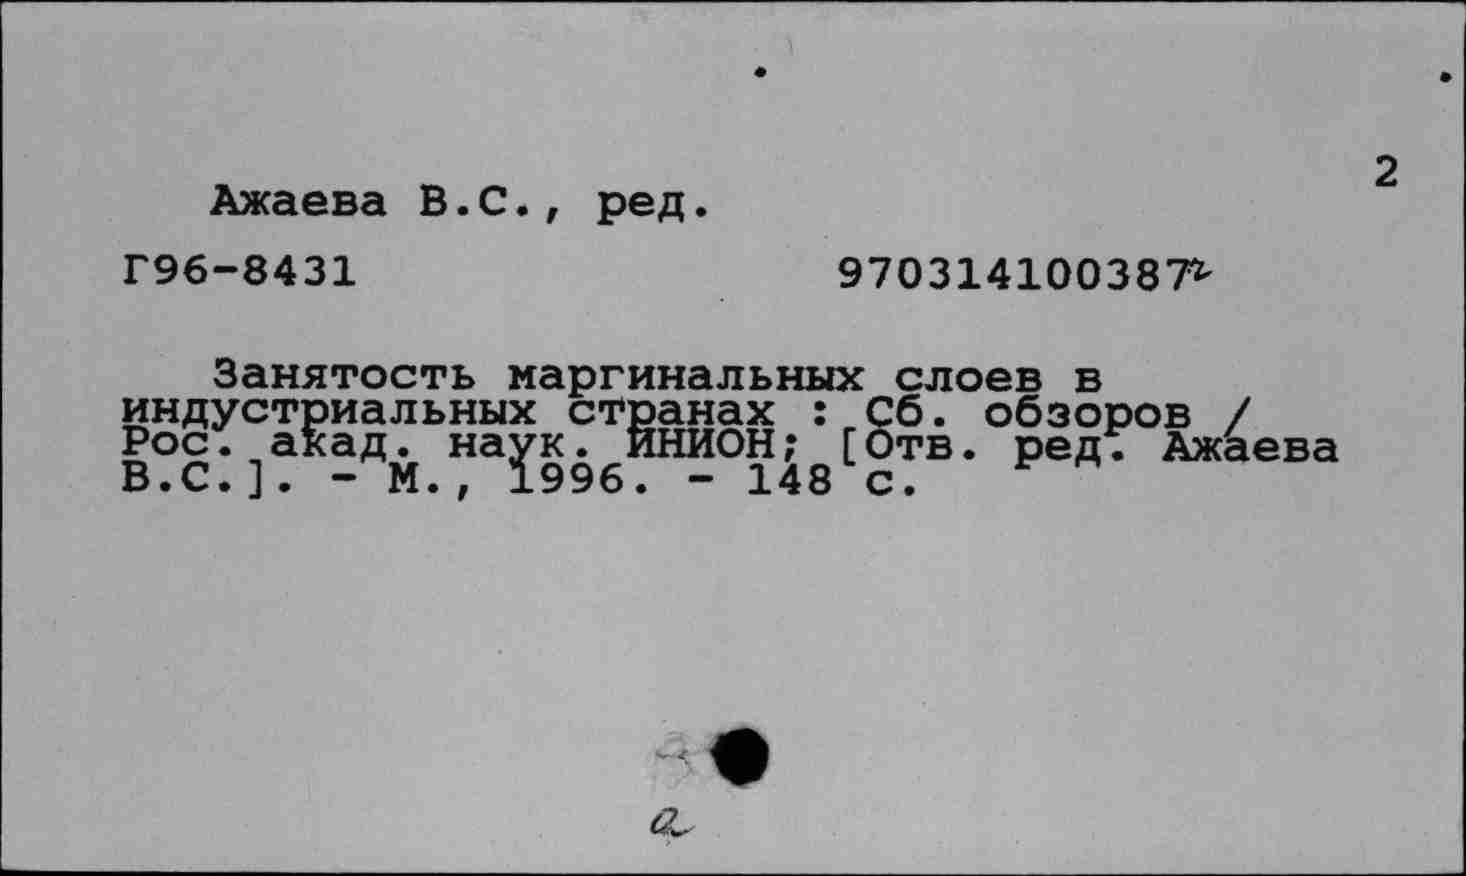 2
Ажаева В.С., ред.
Г96-8431 970314100387
Занятость маргинальных слоев в
индустриальных странах : Сб. обзоров /
Рос. акад. наук. ИНИОН; [Отв. ред. Ажаева
В.С.]. - М., 1996. - 148 с.
а